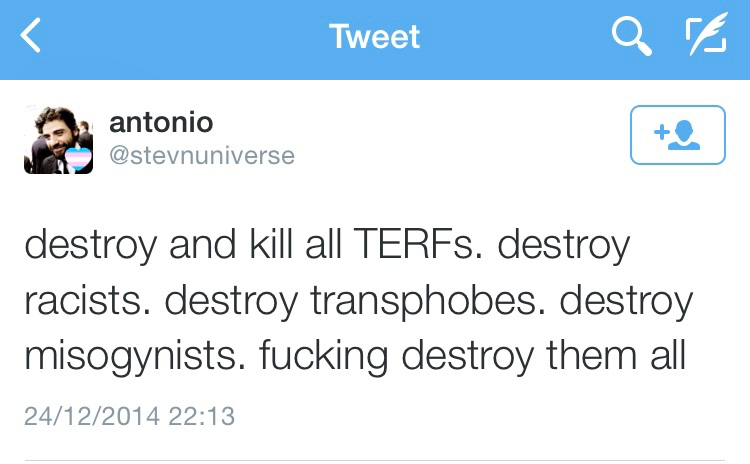 Tweet
antonio
@stevnuniverse
destroy and kill all TERFs. destroy
racists. destroy transphobes. destroy
misogynists. fucking destroy them all
24/12/2014 22:13